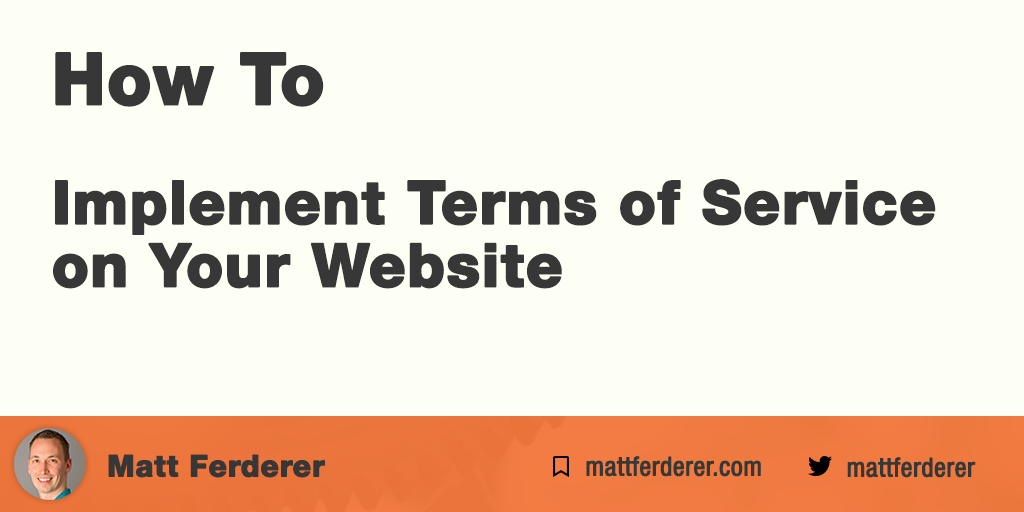 How To
Implement Terms of Service
on Your Website
Matt Ferderer
mattferderer.com
mattferderer